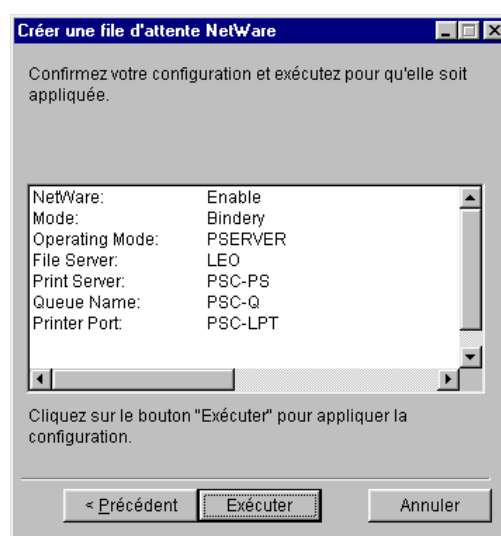 Créer une file d'attente NetWare
Confirmez votre configuration et exécutez pour qu'elle soit
appliquée.
NetWare: Enable
Mode: Bindery
Operating Mode: PSERVER
File Server: LEO
Print Server: PSC-PS
Queue Name: PSC-Q
Printer Port: PSC-LPT
Cliquez sur le bouton "Exécuter" pour appliquer la
configuration.
< Précédent Exécuter Annuler